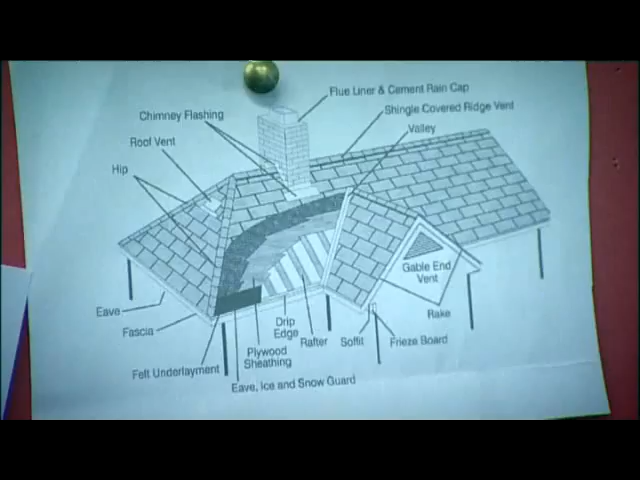 Flue Liner & Cement Rain Cap
Chimney Flashing
Shingle Covered Ridge Vent
Valley
Roof Vent
Hip
Gable End
Vent
Eave
Fascia
Rake
Drip
Edge
Rafter
Soffit
Frieze Board
Plywood
Sheathing
Felt Underlayment
Eave, Ice and Snow Guard